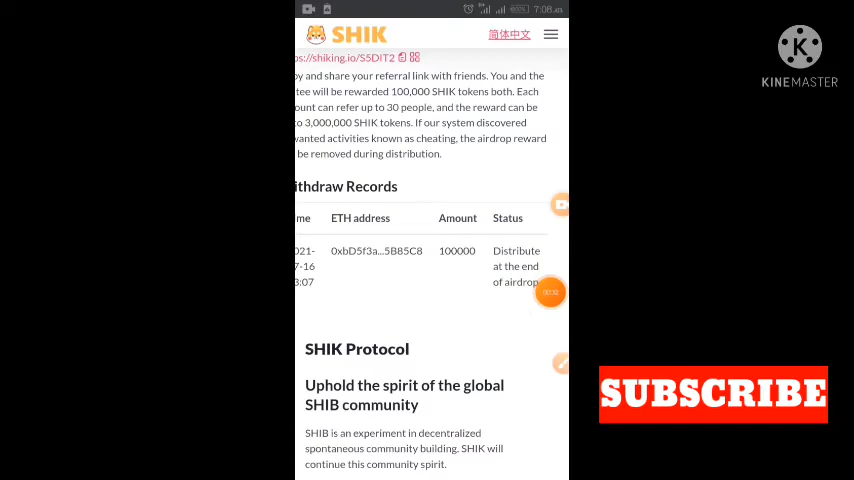 7:08 AM
SHIK
简体中文
ps://shiking.io/S5DIT2
py and share your referral link with friends. You and the
tee will be rewarded 100,000 SHIK tokens both. Each
ount can refer up to 30 people, and the reward can be
to 3,000,000 SHIK tokens. If our system discovered
wanted activities known as cheating, the airdrop reward
be removed during distribution.
ithdraw Records
me ETH address Amount Status
021- 0xbD5f3a...5B85C8 100000 Distribute
7-16 at the end
3:07 of airdrop
SHIK Protocol
Uphold the spirit of the global
SHIB community
SHIB is an experiment in decentralized
spontaneous community building. SHIK will
continue this community spirit.
K
KINEMASTER
SUBSCRIBE